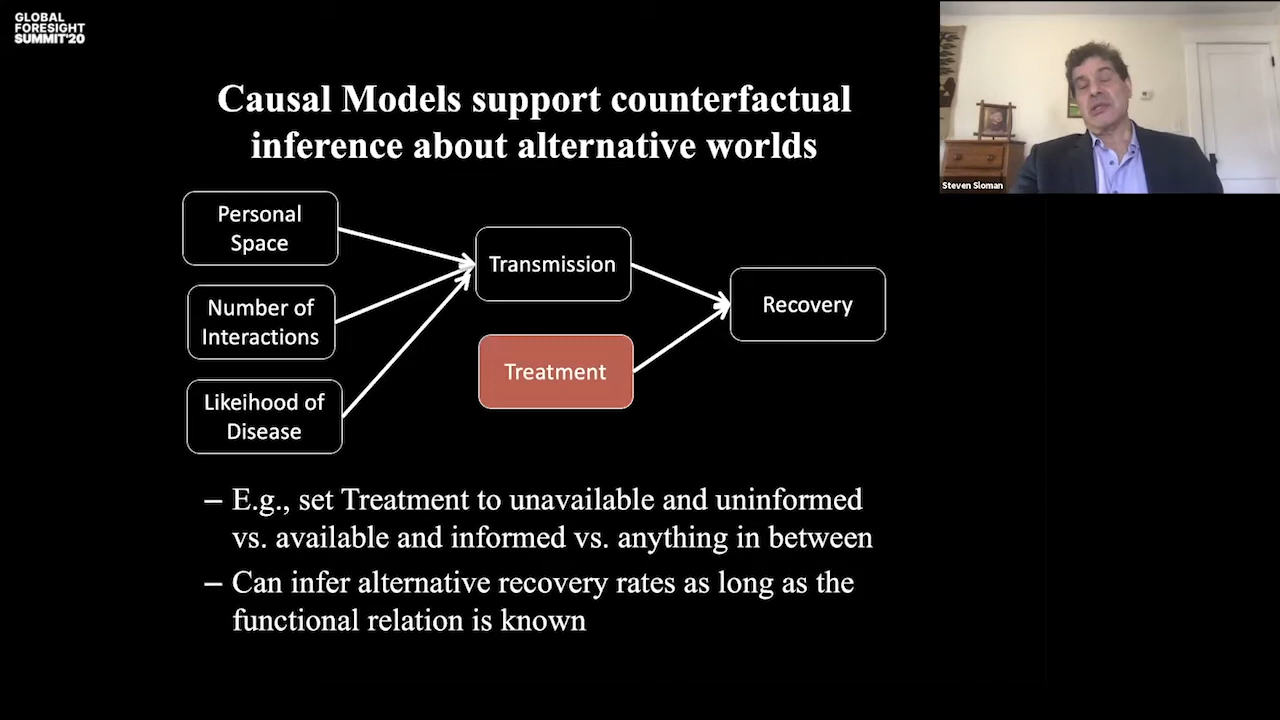 GLOBAL
FORESIGHT
SUMMIT'20
Causal Models support counterfactual
inference about alternative worlds
Personal
Space
Number of
Interactions
Likeihood of
Disease
Transmission
Treatment
Recovery
– E.g., set Treatment to unavailable and uninformed
vs. available and informed vs. anything in between
– Can infer alternative recovery rates as long as the
functional relation is known
Steven Sloman